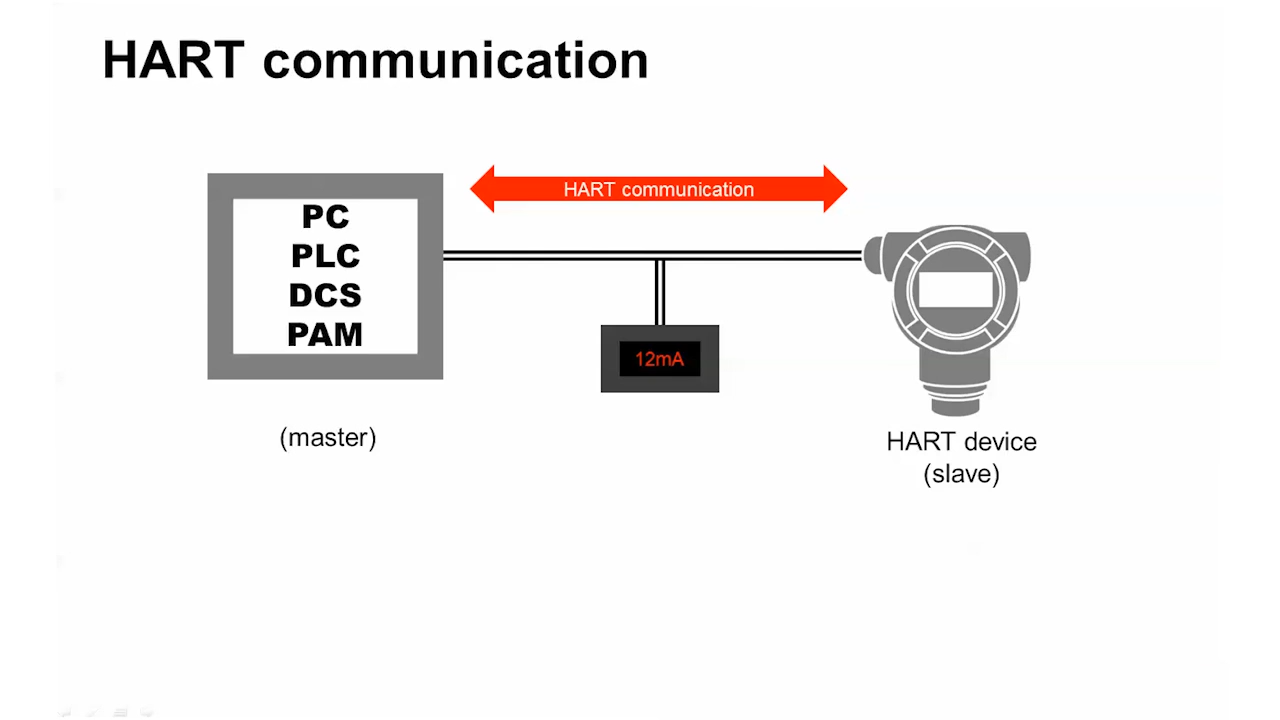 HART communication
HART communication
PC
PLC
DCS
PAM
12mA
(master)
HART device
(slave)